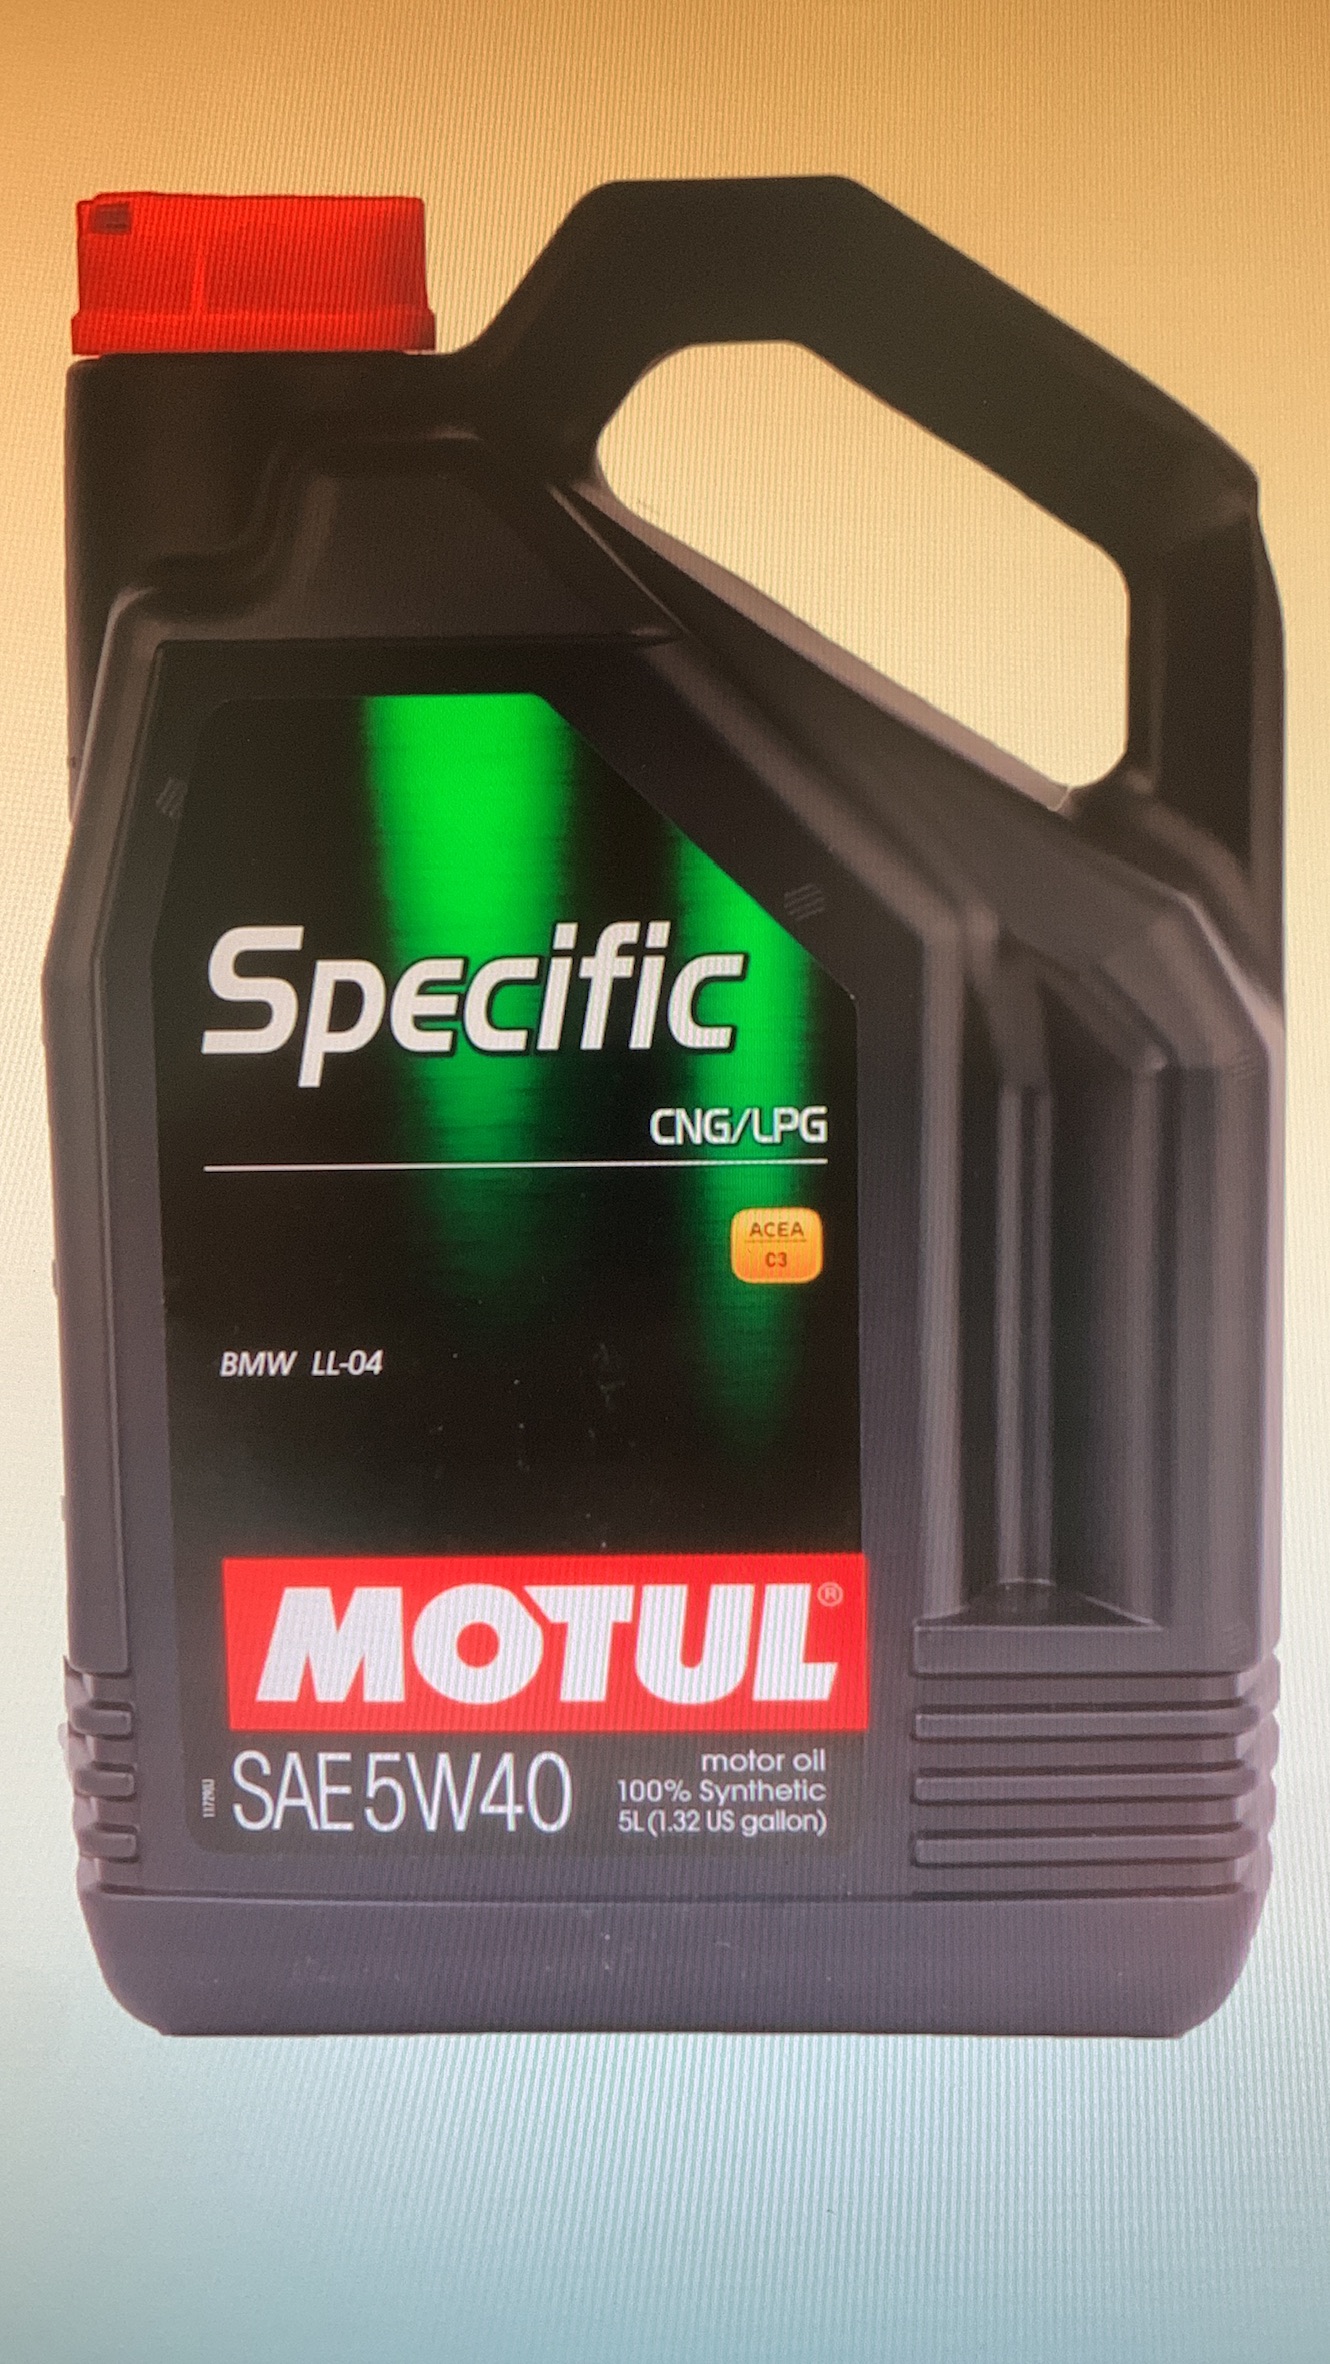 Specific
CNG/LPG
ACEA
C3
BMW LL-04
MOTUL®
SAE 5W40
motor oil
100% Synthetic
5L (1.32 US gallon)